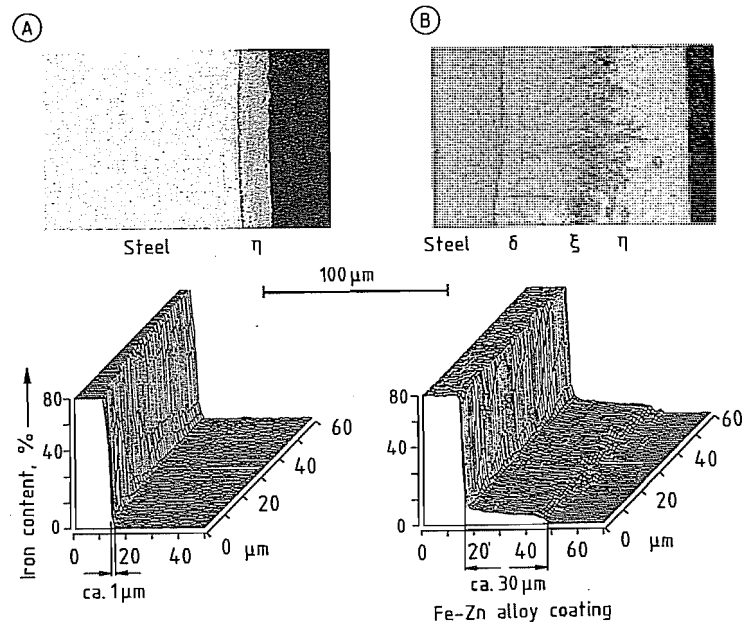 A
B
Steel η
Steel δ ξ η
100 μm
Iron content, %
80
40
0
0 20 40
0 μm
20
40
60
ca. 1 μm
80
40
0
0 20 40 60
0 μm
20
40
60
ca. 30 μm
Fe-Zn alloy coating